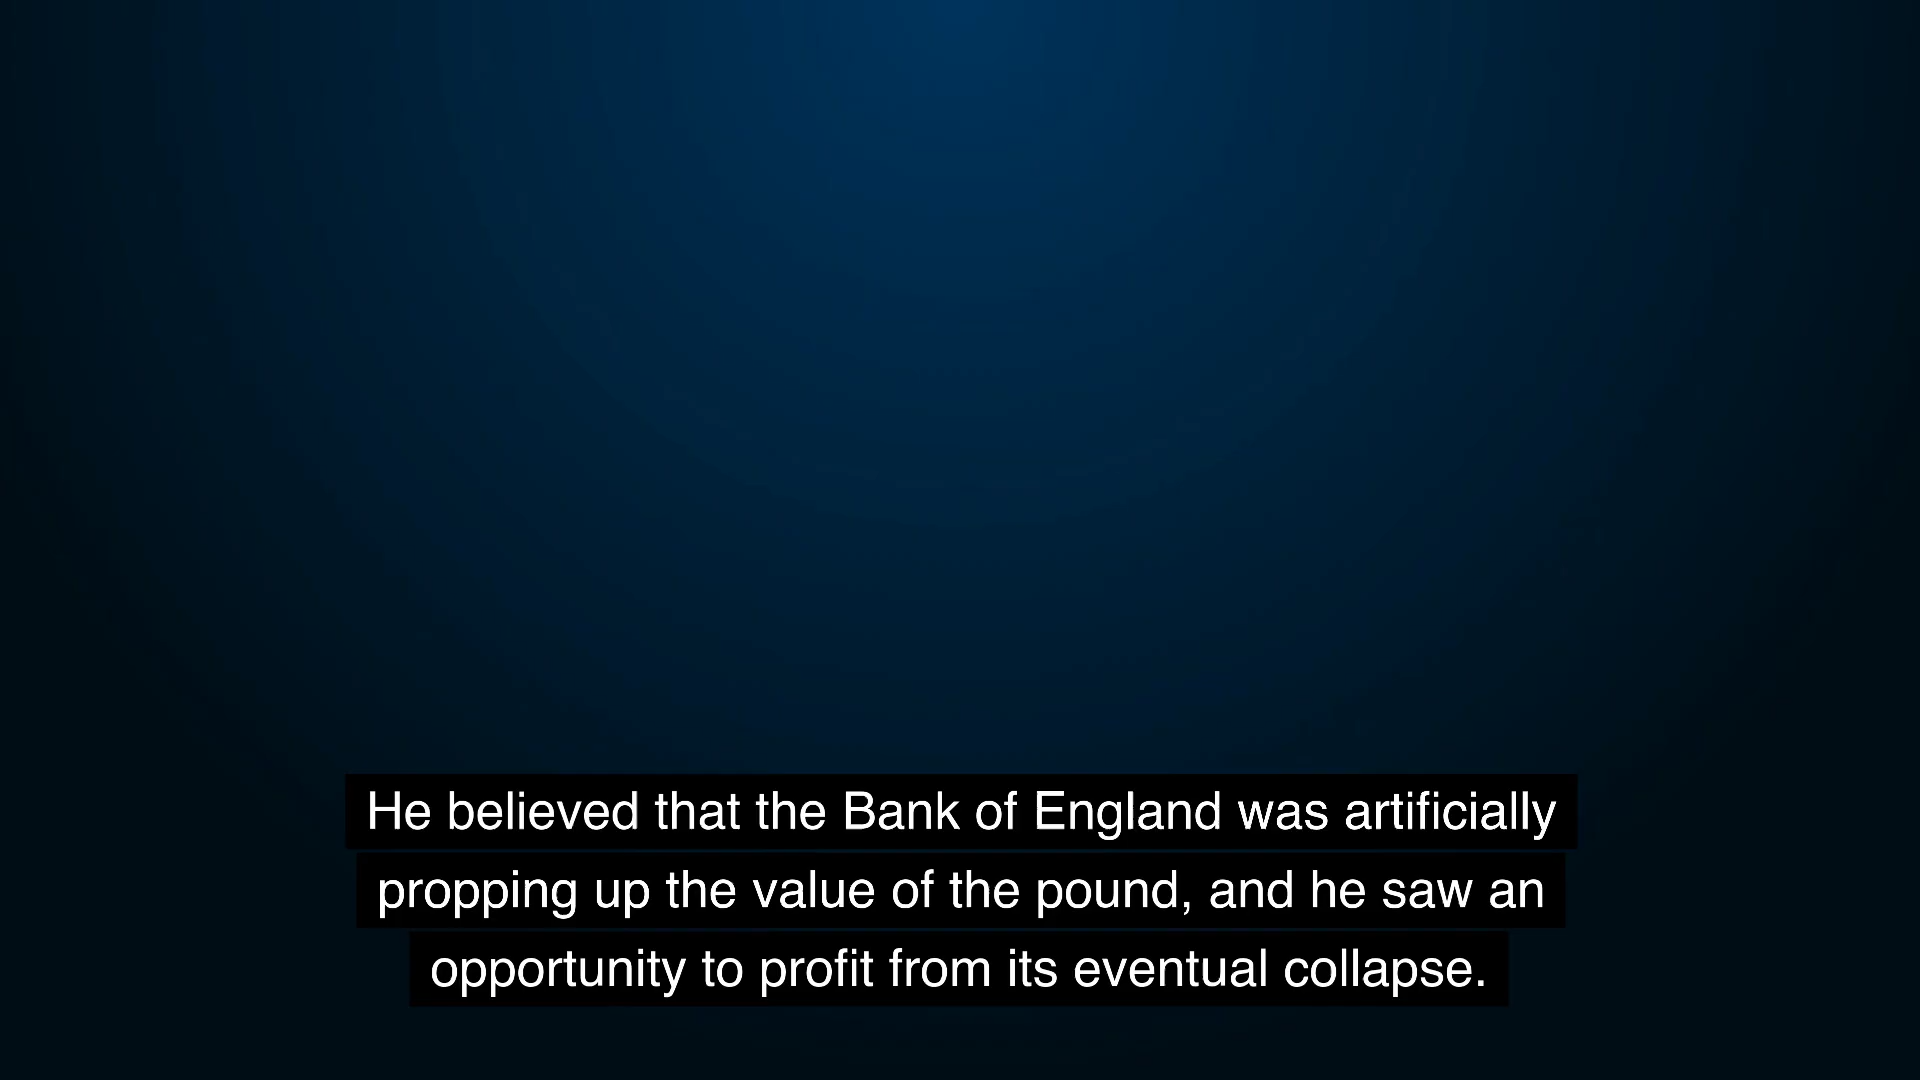 He believed that the Bank of England was artificially
propping up the value of the pound, and he saw an
opportunity to profit from its eventual collapse.